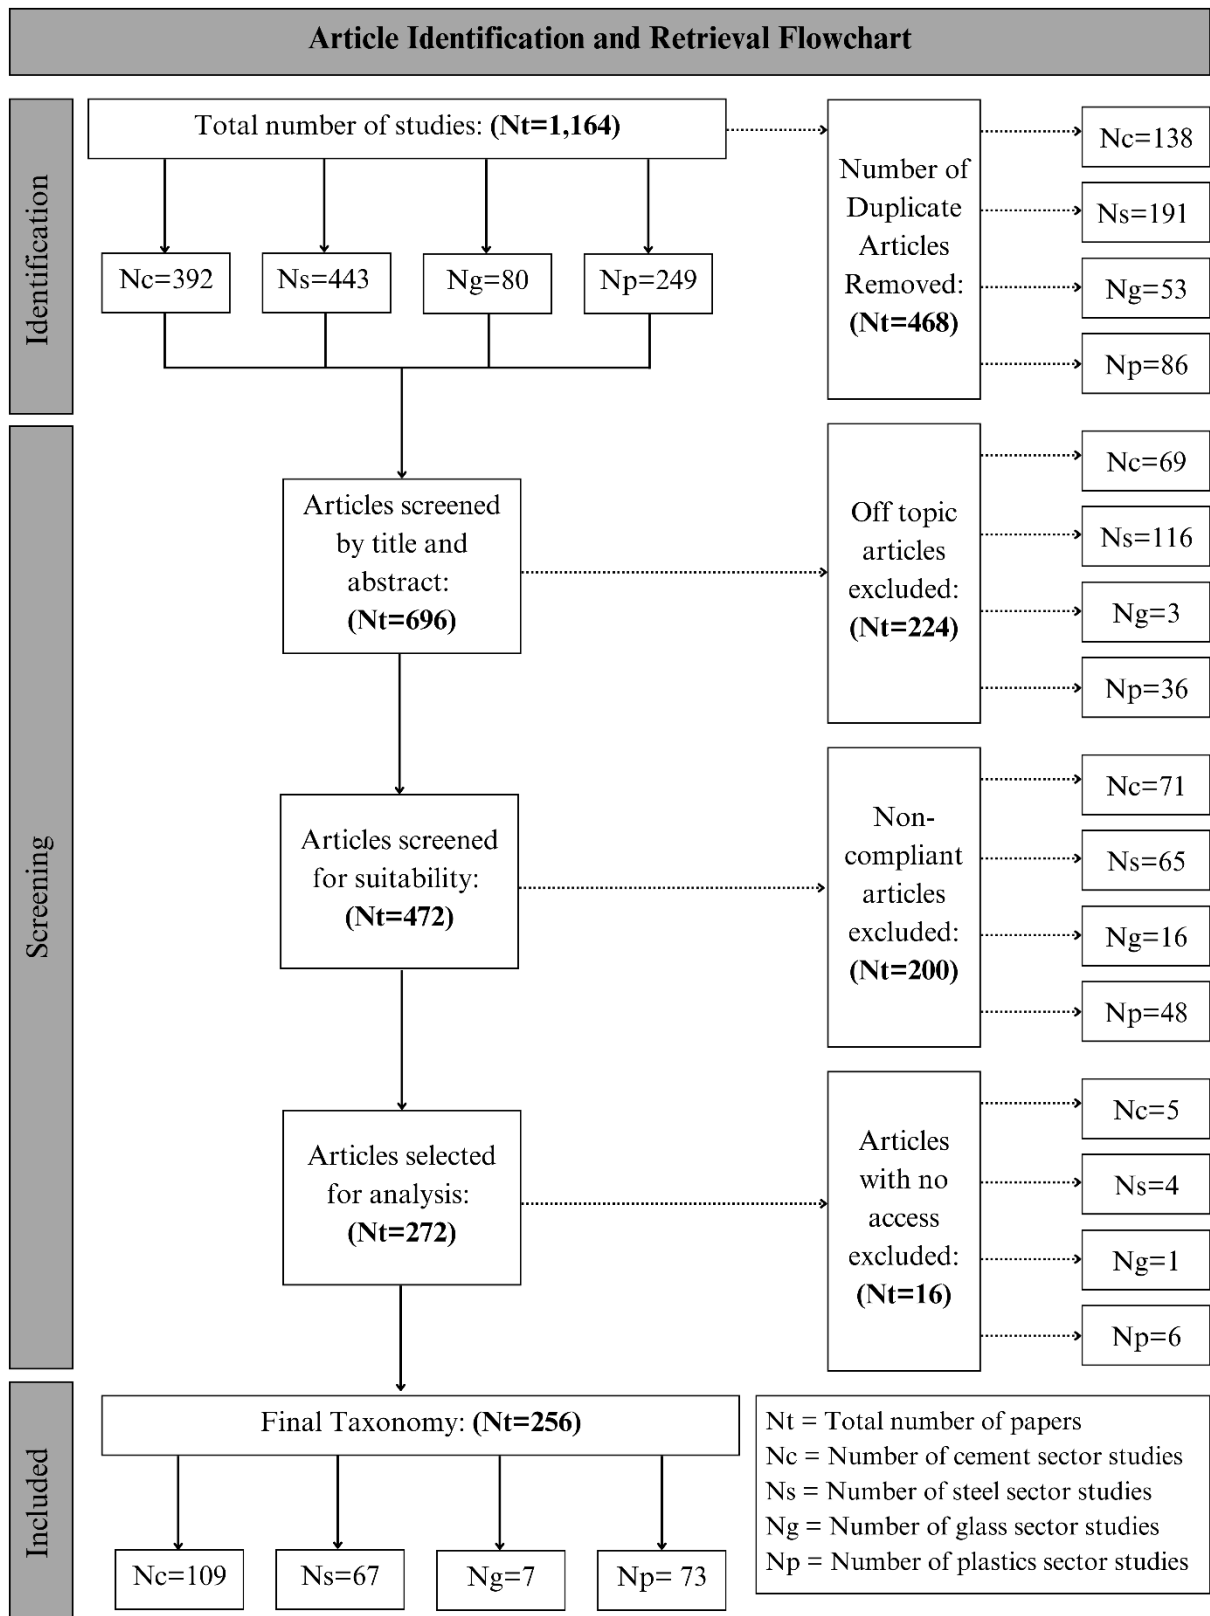 Article Identification and Retrieval Flowchart
Identification
Total number of studies: (Nt=1,164)
Nc=392
Ns=443
Ng=80
Np=249
Number of
Duplicate
Articles
Removed:
(Nt=468)
Nc=138
Ns=191
Ng=53
Np=86
Screening
Articles screened
by title and
abstract:
(Nt=696)
Off topic
articles
excluded:
(Nt=224)
Nc=69
Ns=116
Ng=3
Np=36
Articles screened
for suitability:
(Nt=472)
Non-
compliant
articles
excluded:
(Nt=200)
Nc=71
Ns=65
Ng=16
Np=48
Articles selected
for analysis:
(Nt=272)
Articles
with no
access
excluded:
(Nt=16)
Nc=5
Ns=4
Ng=1
Np=6
Included
Final Taxonomy: (Nt=256)
Nc=109
Ns=67
Ng=7
Np= 73
Nt = Total number of papers
Nc = Number of cement sector studies
Ns = Number of steel sector studies
Ng = Number of glass sector studies
Np = Number of plastics sector studies